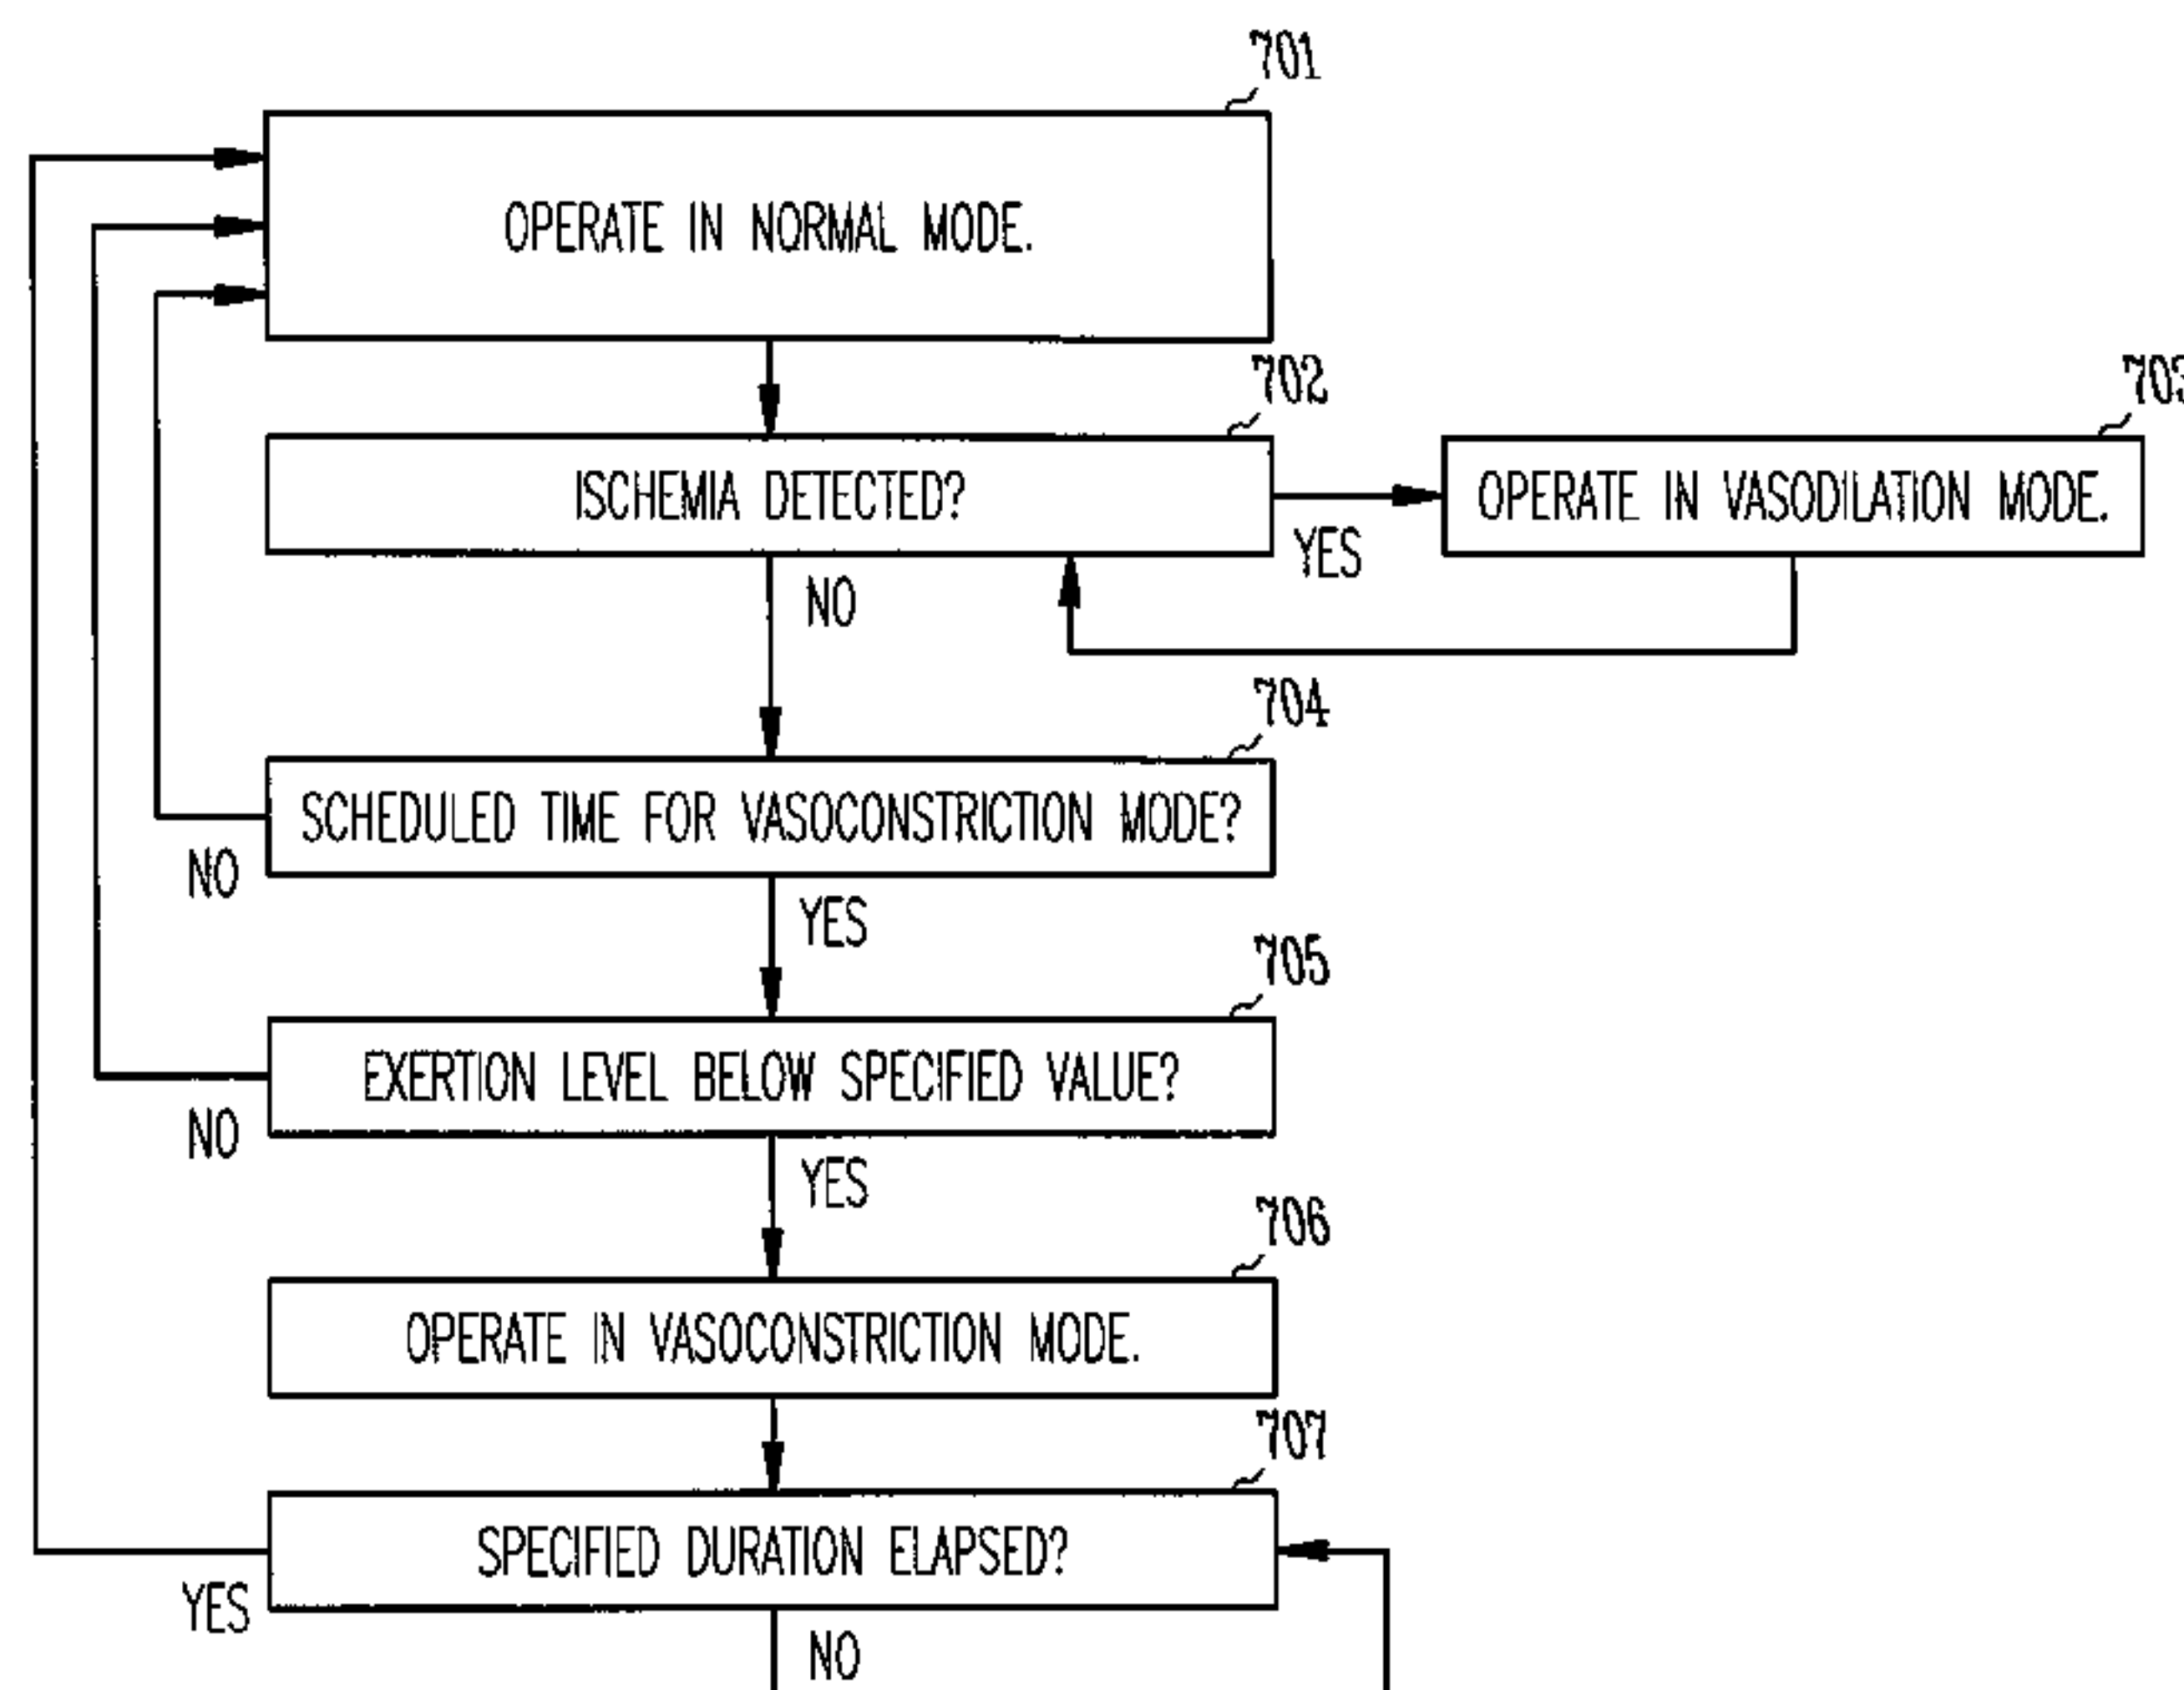 701
OPERATE IN NORMAL MODE.
702
703
ISCHEMIA DETECTED?
YES
OPERATE IN VASODILATION MODE.
NO
704
SCHEDULED TIME FOR VASOCONSTRICTION MODE?
NO
YES
705
EXERTION LEVEL BELOW SPECIFIED VALUE?
NO
YES
706
OPERATE IN VASOCONSTRICTION MODE.
707
SPECIFIED DURATION ELAPSED?
YES
NO